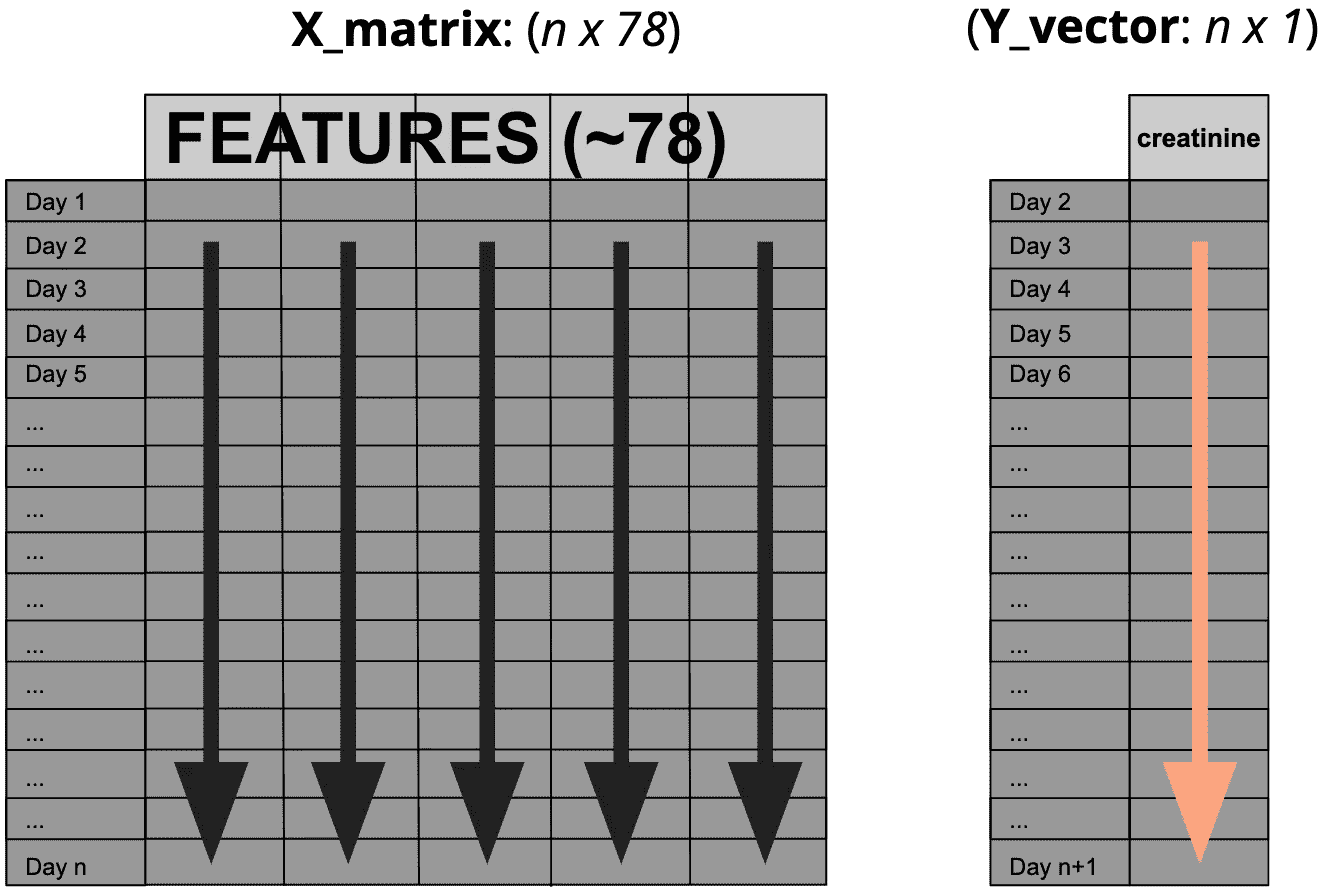 X_matrix: (n x 78)
(Y_vector: n x 1)
FEATURES (~78)
Day 1
Day 2
Day 3
Day 4
Day 5
...
...
...
...
...
...
...
...
...
...
Day n
creatinine
Day 2
Day 3
Day 4
Day 5
Day 6
...
...
...
...
...
...
...
...
...
...
Day n+1